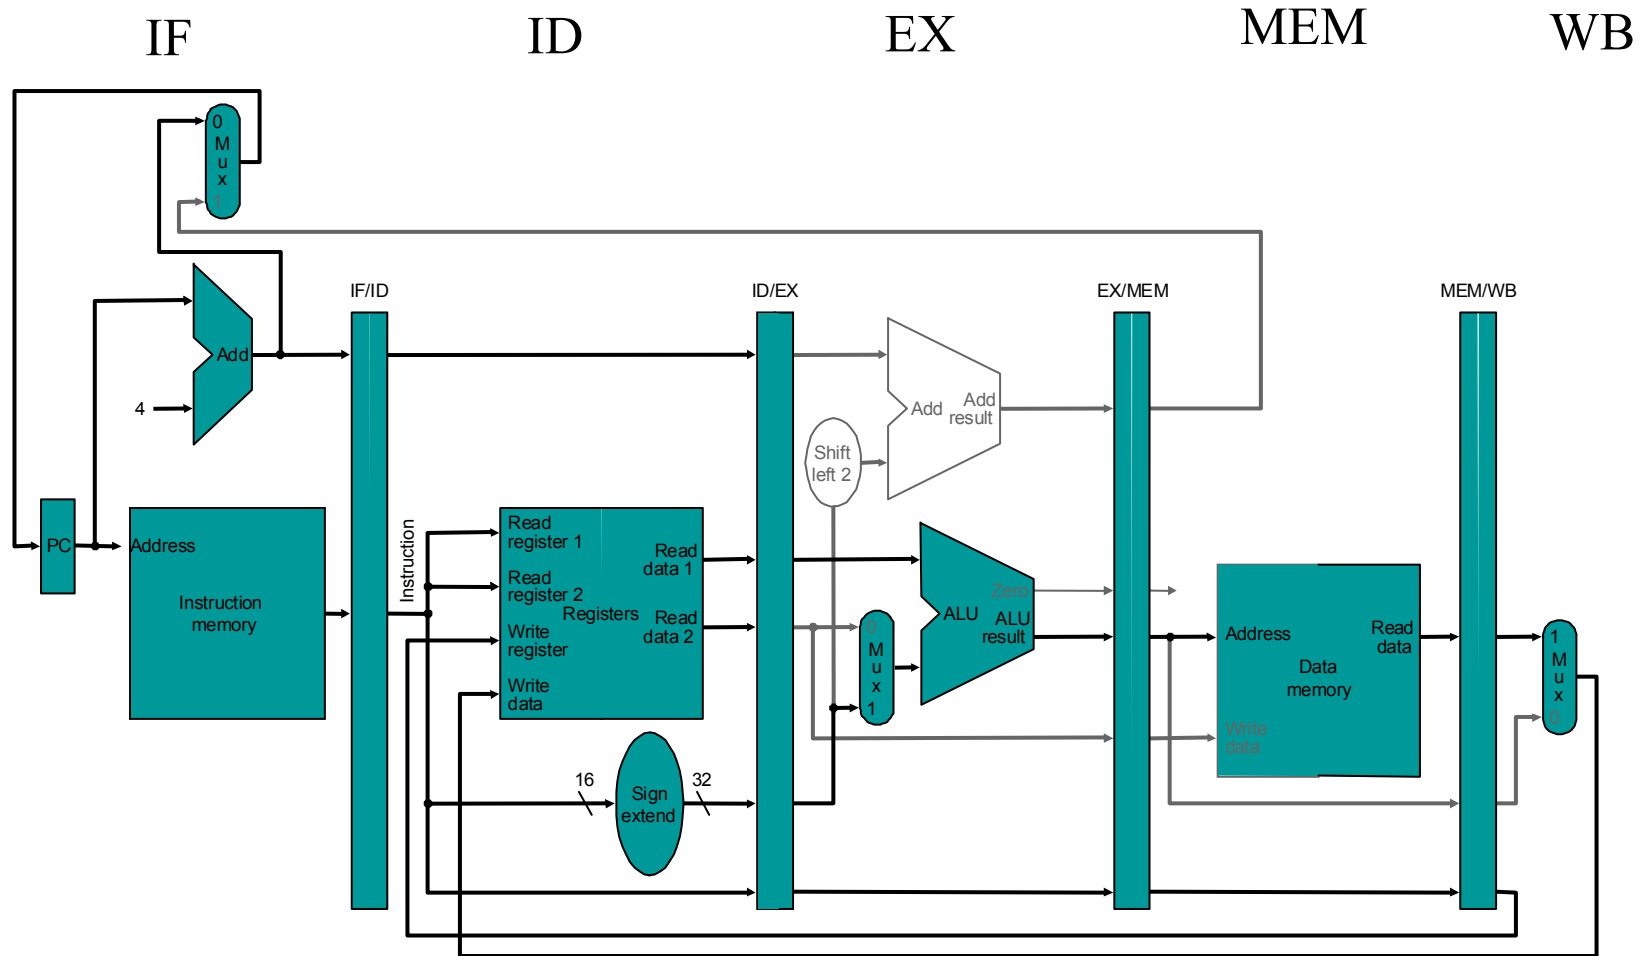 IF
ID
EX
MEM
WB
0
M
u
x
1
IF/ID
ID/EX
EX/MEM
MEM/WB
Add
4
Add
Add
result
Shift
left 2
PC
Address
Instruction
memory
Instruction
Read
register 1
Read
register 2
Write
register
Write
data
Registers
Read
data 1
Read
data 2
16
Sign
extend
32
0
M
u
x
1
ALU
Zero
ALU
result
Address
Write
data
Data
memory
Read
data
1
M
u
x
0